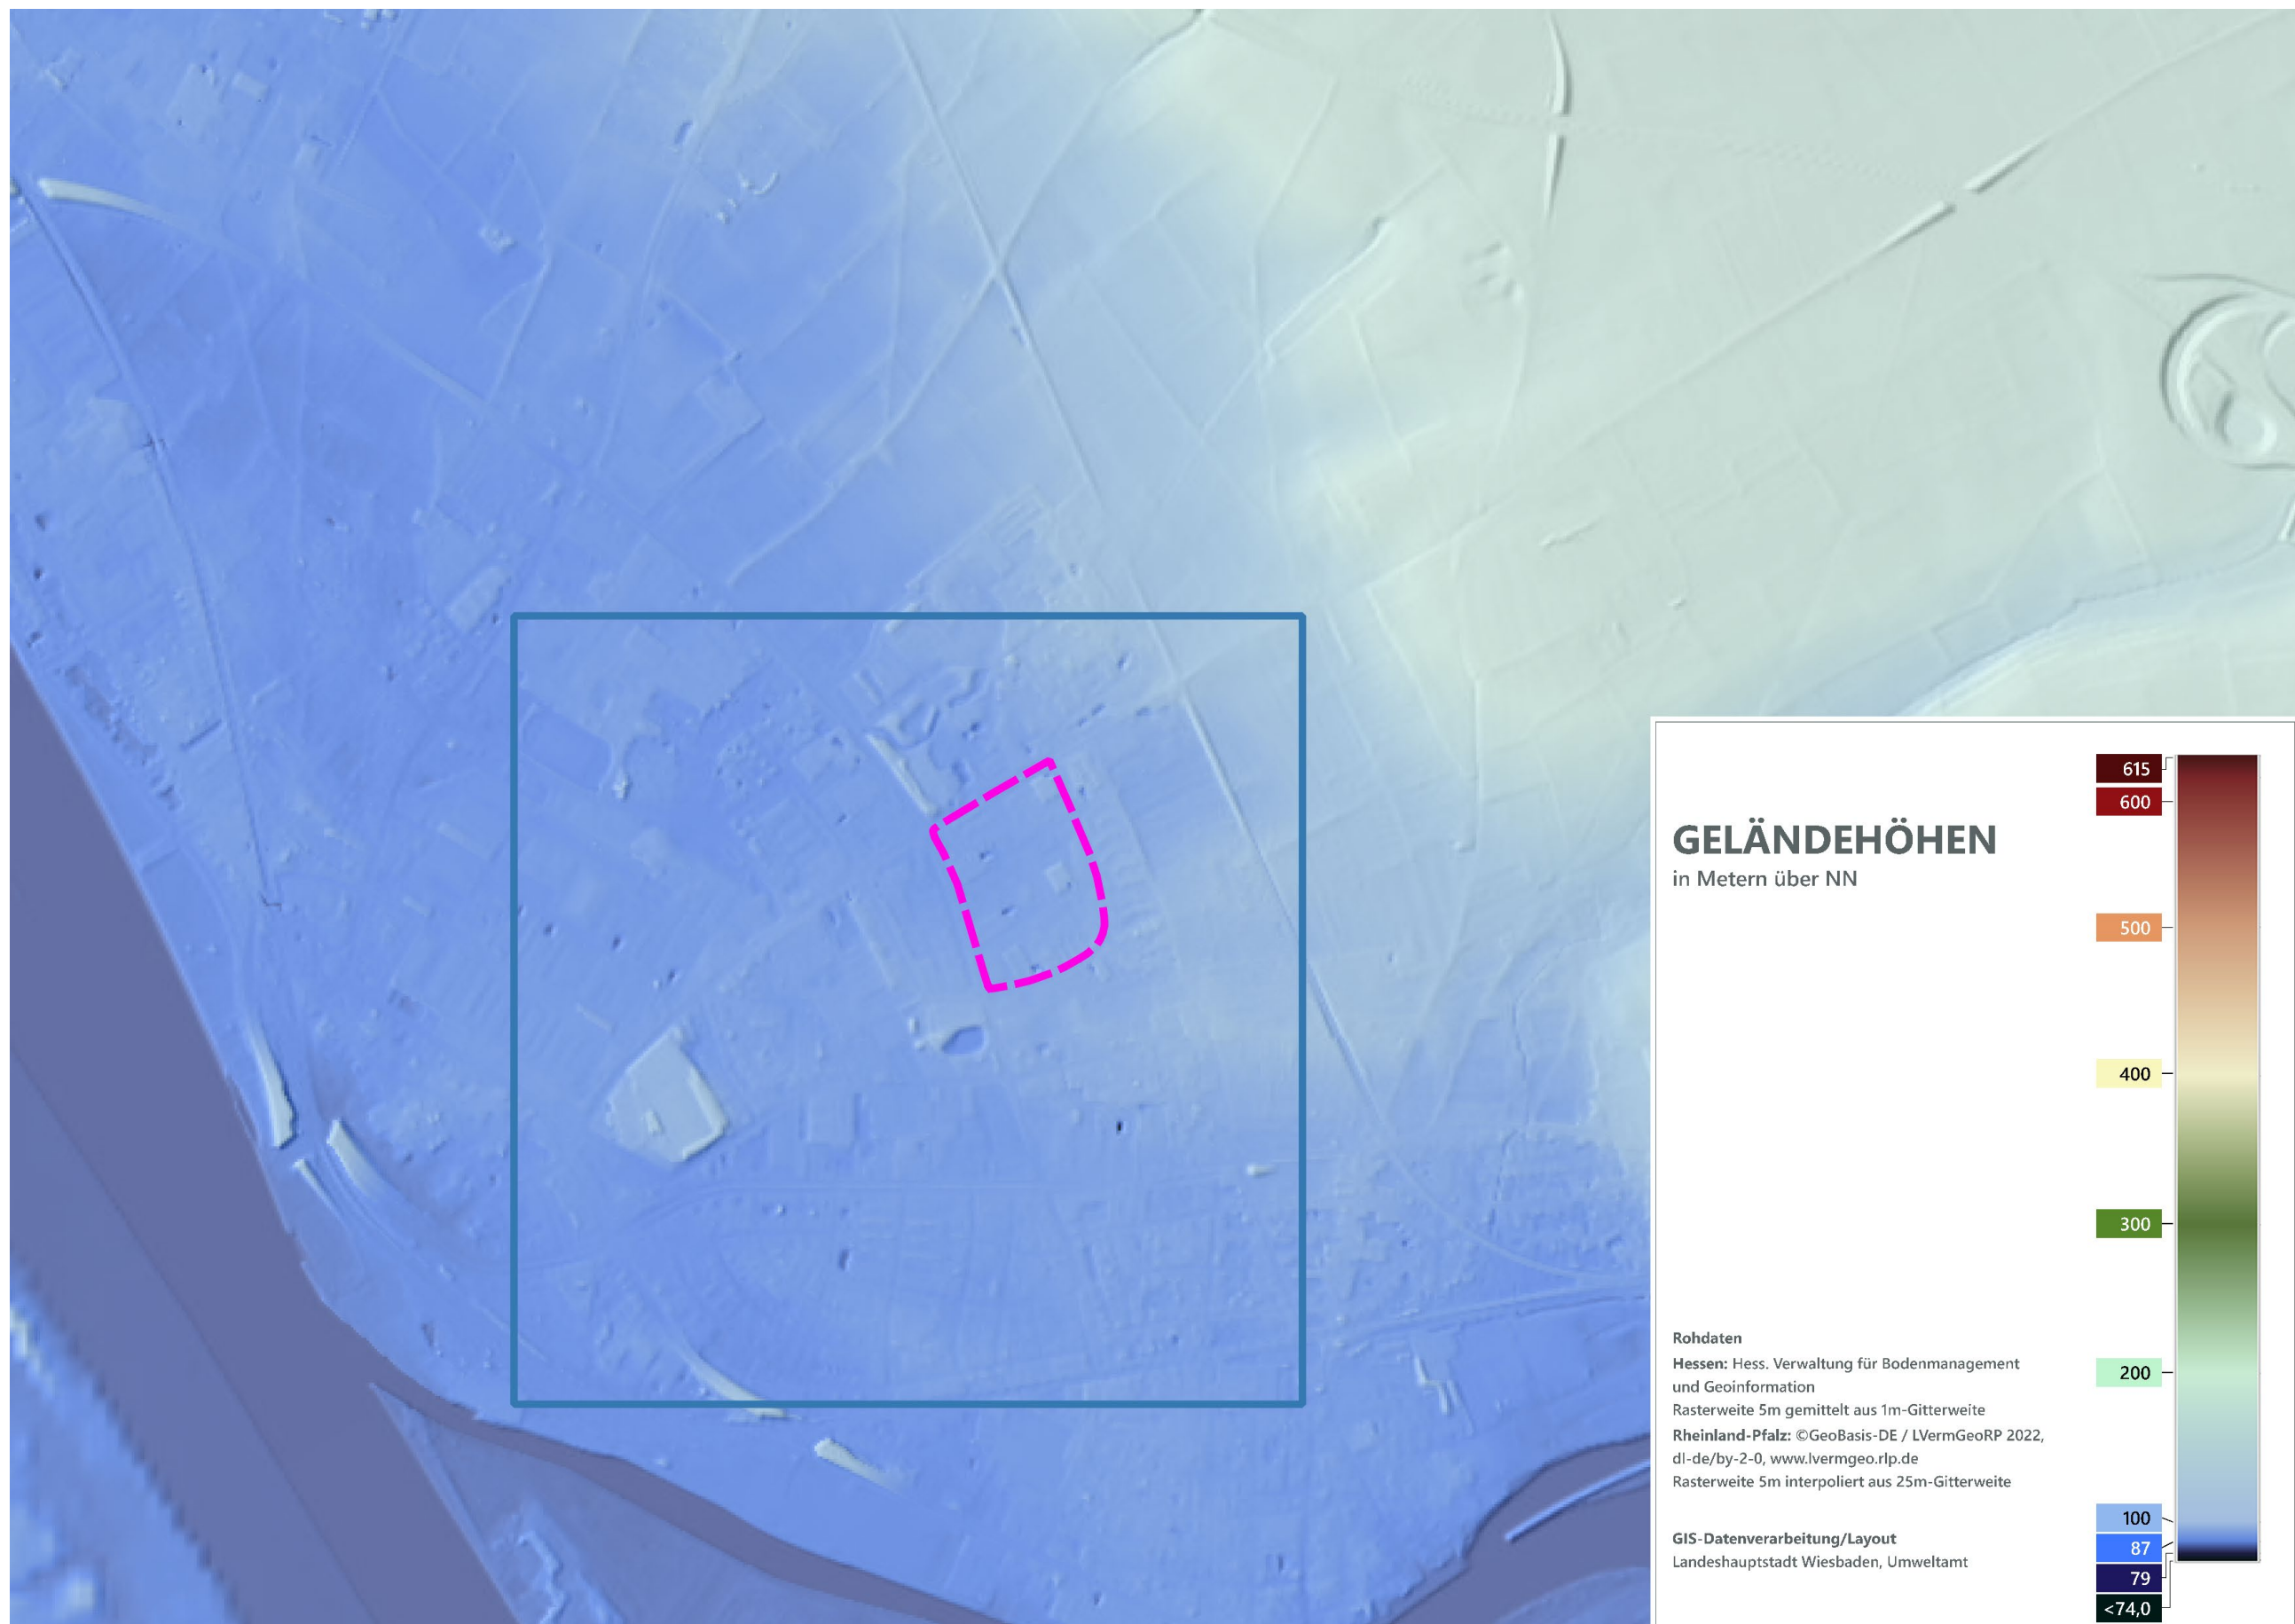 GELÄNDEHÖHEN
in Metern über NN
615
600
500
400
300
200
100
87
79
<74,0
Rohdaten
Hessen: Hess. Verwaltung für Bodenmanagement
und Geoinformation
Rasterweite 5m gemittelt aus 1m-Gitterweite
Rheinland-Pfalz: ©GeoBasis-DE / LVermGeoRP 2022,
dl-de/by-2-0, www.lvermgeo.rlp.de
Rasterweite 5m interpoliert aus 25m-Gitterweite
GIS-Datenverarbeitung/Layout
Landeshauptstadt Wiesbaden, Umweltamt